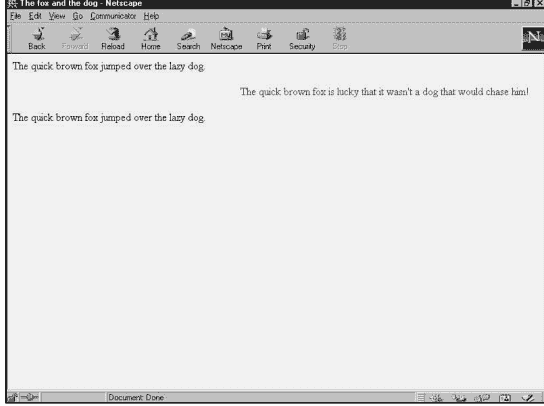 The fox and the dog - Netscape
File Edit View Go Communicator Help
Back Forward Reload Home Search Netscape Print Security Stop
N
The quick brown fox jumped over the lazy dog.
The quick brown fox is lucky that it wasn't a dog that would chase him!
The quick brown fox jumped over the lazy dog.
Document: Done